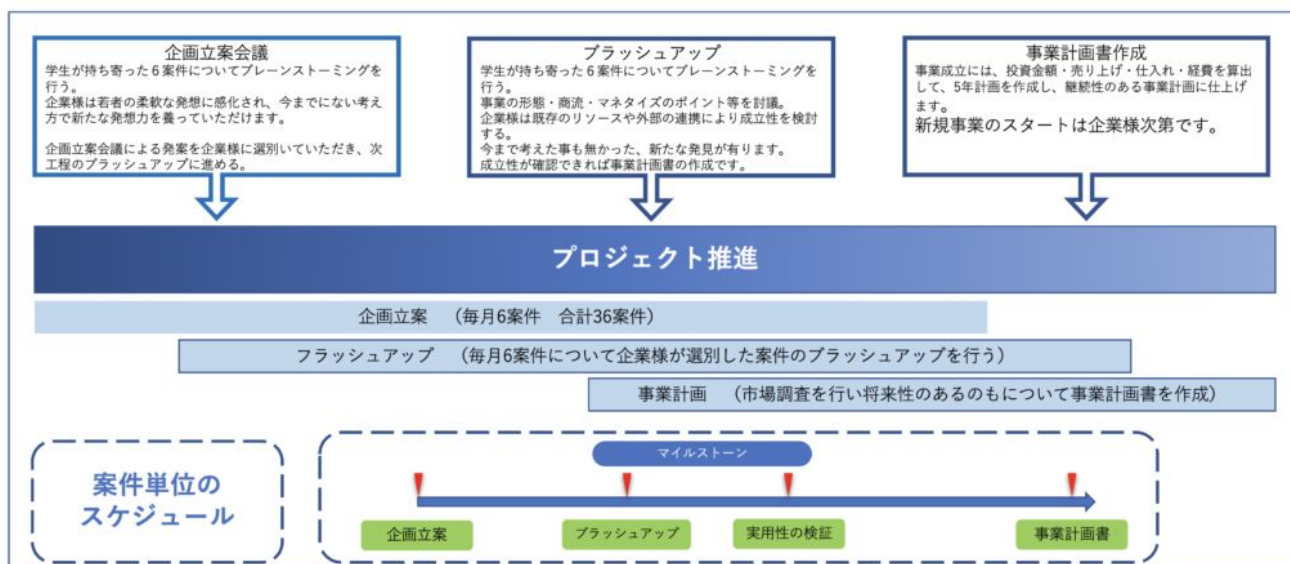 企画立案会議
学生が持ち寄った6案件についてブレーンストーミングを
行う。
企業様は若者の柔軟な発想に感化され、今までにない考え
方で新たな発想力を養っていただけます。
企画立案会議による発案を企業様に選別いていただき、次
工程のブラッシュアップに進める。
ブラッシュアップ
学生が持ち寄った6案件についてブレーンストーミングを
行う。
事業の形態・商流・マネタイズのポイント等を討議。
企業様は既存のリソースや外部の連携により成立性を検討
する。
今まで考えた事も無かった、新たな発見が有ります。
成立性が確認できれば事業計画書の作成です。
事業計画書作成
事業成立には、投資金額・売り上げ・仕入れ・経費を算出
して、5年計画を作成し、継続性のある事業計画に仕上げ
ます。
新規事業のスタートは企業様次第です。
プロジェクト推進
企画立案 （毎月6案件 合計36案件）
フラッシュアップ （毎月6案件について企業様が選別した案件のブラッシュアップを行う）
事業計画 （市場調査を行い将来性のあるのもについて事業計画書を作成）
案件単位の
スケジュール
マイルストーン
企画立案
ブラッシュアップ
実用性の検証
事業計画書